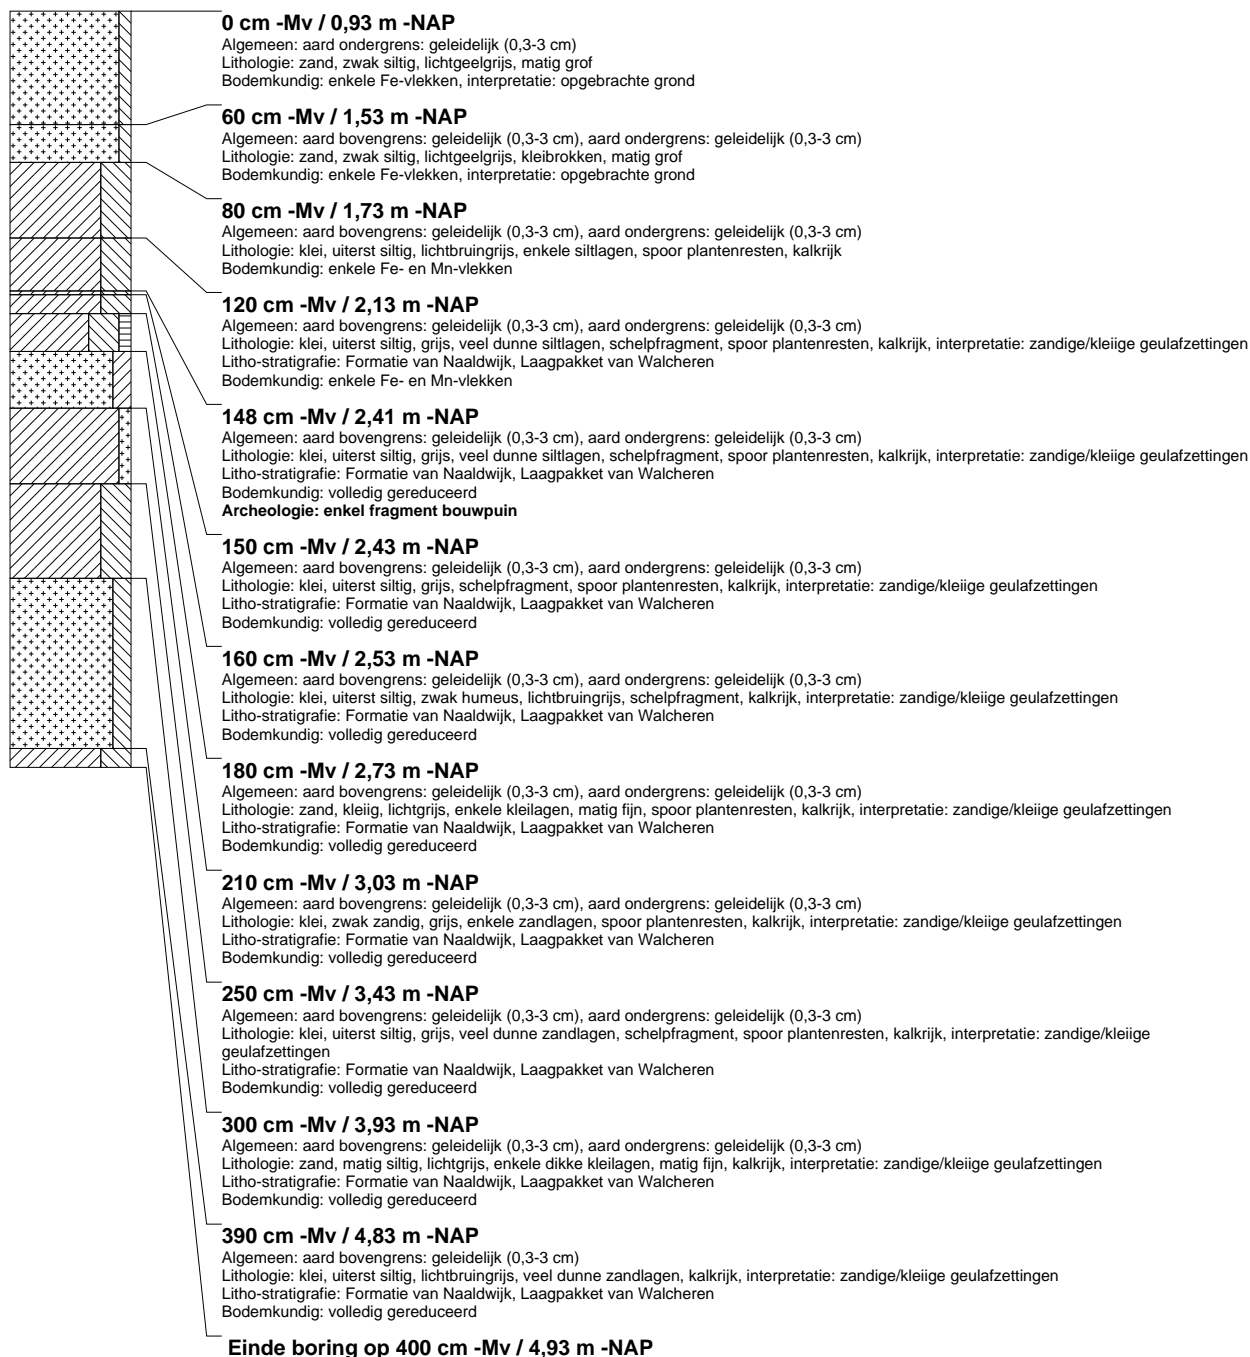 0 cm -Mv / 0,93 m -NAP
Algemeen: aard ondergrens: geleidelijk (0,3-3 cm)
Lithologie: zand, zwak siltig, lichtgeelgrijs, matig grof
Bodemkundig: enkele Fe-vlekken, interpretatie: opgebrachte grond
60 cm -Mv / 1,53 m -NAP
Algemeen: aard bovengrens: geleidelijk (0,3-3 cm), aard ondergrens: geleidelijk (0,3-3 cm)
Lithologie: zand, zwak siltig, lichtgeelgrijs, kleibrokken, matig grof
Bodemkundig: enkele Fe-vlekken, interpretatie: opgebrachte grond
80 cm -Mv / 1,73 m -NAP
Algemeen: aard bovengrens: geleidelijk (0,3-3 cm), aard ondergrens: geleidelijk (0,3-3 cm)
Lithologie: klei, uiterst siltig, lichtbruingrijs, enkele siltlagen, spoor plantenresten, kalkrijk
Bodemkundig: enkele Fe- en Mn-vlekken
120 cm -Mv / 2,13 m -NAP
Algemeen: aard bovengrens: geleidelijk (0,3-3 cm), aard ondergrens: geleidelijk (0,3-3 cm)
Lithologie: klei, uiterst siltig, grijs, veel dunne siltlagen, schelpfragment, spoor plantenresten, kalkrijk, interpretatie: zandige/kleiige geulafzettingen
Litho-stratigrafie: Formatie van Naaldwijk, Laagpakket van Walcheren
Bodemkundig: enkele Fe- en Mn-vlekken
148 cm -Mv / 2,41 m -NAP
Algemeen: aard bovengrens: geleidelijk (0,3-3 cm), aard ondergrens: geleidelijk (0,3-3 cm)
Lithologie: klei, uiterst siltig, grijs, veel dunne siltlagen, schelpfragment, spoor plantenresten, kalkrijk, interpretatie: zandige/kleiige geulafzettingen
Litho-stratigrafie: Formatie van Naaldwijk, Laagpakket van Walcheren
Bodemkundig: volledig gereduceerd
Archeologie: enkel fragment bouwpuin
150 cm -Mv / 2,43 m -NAP
Algemeen: aard bovengrens: geleidelijk (0,3-3 cm), aard ondergrens: geleidelijk (0,3-3 cm)
Lithologie: klei, uiterst siltig, grijs, schelpfragment, spoor plantenresten, kalkrijk, interpretatie: zandige/kleiige geulafzettingen
Litho-stratigrafie: Formatie van Naaldwijk, Laagpakket van Walcheren
Bodemkundig: volledig gereduceerd
160 cm -Mv / 2,53 m -NAP
Algemeen: aard bovengrens: geleidelijk (0,3-3 cm), aard ondergrens: geleidelijk (0,3-3 cm)
Lithologie: klei, uiterst siltig, zwak humeus, lichtbruingrijs, schelpfragment, kalkrijk, interpretatie: zandige/kleiige geulafzettingen
Litho-stratigrafie: Formatie van Naaldwijk, Laagpakket van Walcheren
Bodemkundig: volledig gereduceerd
180 cm -Mv / 2,73 m -NAP
Algemeen: aard bovengrens: geleidelijk (0,3-3 cm), aard ondergrens: geleidelijk (0,3-3 cm)
Lithologie: zand, kleiig, lichtgrijs, enkele kleilagen, matig fijn, spoor plantenresten, kalkrijk, interpretatie: zandige/kleiige geulafzettingen
Litho-stratigrafie: Formatie van Naaldwijk, Laagpakket van Walcheren
Bodemkundig: volledig gereduceerd
210 cm -Mv / 3,03 m -NAP
Algemeen: aard bovengrens: geleidelijk (0,3-3 cm), aard ondergrens: geleidelijk (0,3-3 cm)
Lithologie: klei, zwak zandig, grijs, enkele zandlagen, spoor plantenresten, kalkrijk, interpretatie: zandige/kleiige geulafzettingen
Litho-stratigrafie: Formatie van Naaldwijk, Laagpakket van Walcheren
Bodemkundig: volledig gereduceerd
250 cm -Mv / 3,43 m -NAP
Algemeen: aard bovengrens: geleidelijk (0,3-3 cm), aard ondergrens: geleidelijk (0,3-3 cm)
Lithologie: klei, uiterst siltig, grijs, veel dunne zandlagen, schelpfragment, spoor plantenresten, kalkrijk, interpretatie: zandige/kleiige
geulafzettingen
Litho-stratigrafie: Formatie van Naaldwijk, Laagpakket van Walcheren
Bodemkundig: volledig gereduceerd
300 cm -Mv / 3,93 m -NAP
Algemeen: aard bovengrens: geleidelijk (0,3-3 cm), aard ondergrens: geleidelijk (0,3-3 cm)
Lithologie: zand, matig siltig, lichtgrijs, enkele dikke kleilagen, matig fijn, kalkrijk, interpretatie: zandige/kleiige geulafzettingen
Litho-stratigrafie: Formatie van Naaldwijk, Laagpakket van Walcheren
Bodemkundig: volledig gereduceerd
390 cm -Mv / 4,83 m -NAP
Algemeen: aard bovengrens: geleidelijk (0,3-3 cm)
Lithologie: klei, uiterst siltig, lichtbruingrijs, veel dunne zandlagen, kalkrijk, interpretatie: zandige/kleiige geulafzettingen
Litho-stratigrafie: Formatie van Naaldwijk, Laagpakket van Walcheren
Bodemkundig: volledig gereduceerd
Einde boring op 400 cm -Mv / 4,93 m -NAP